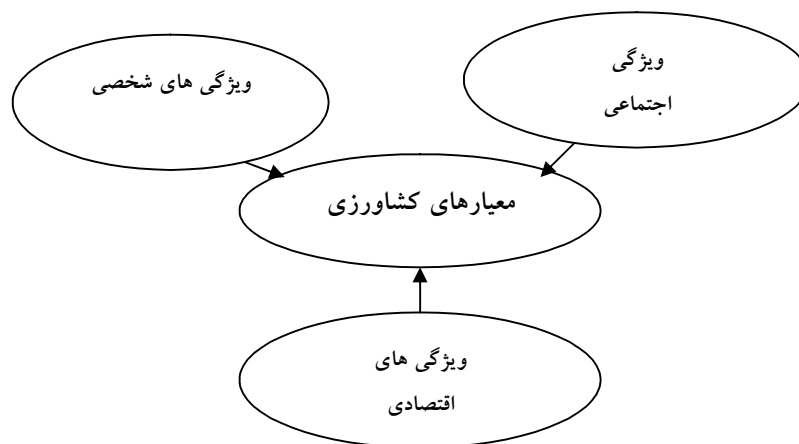 ویژگی
اجتماعی
ویژگی های شخصی
معیارهای کشاورزی
ویژگی های
اقتصادی